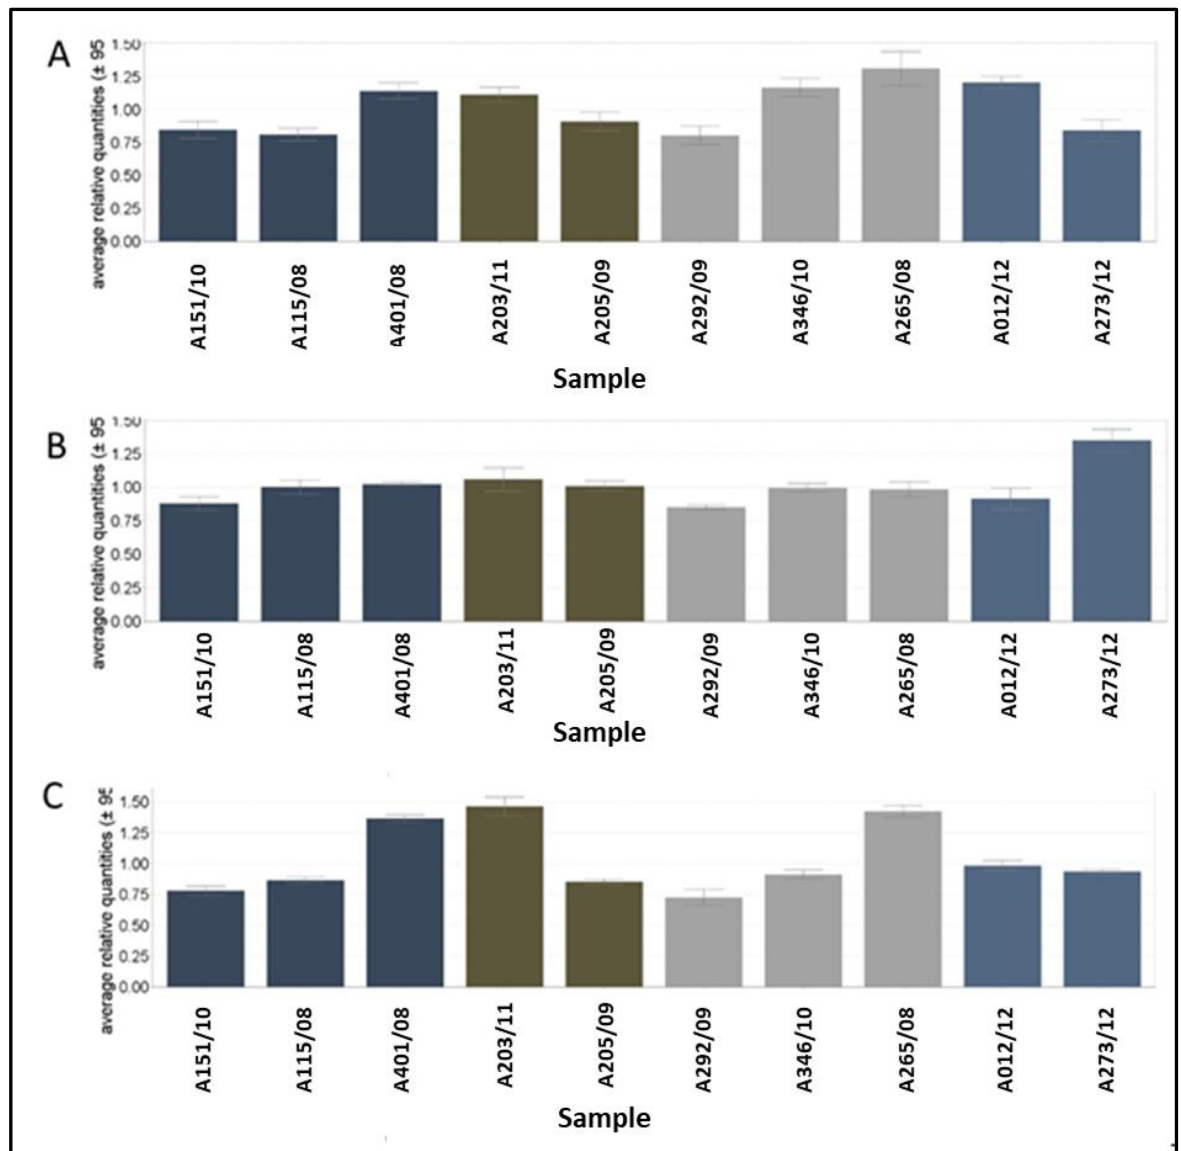 A
average relative quantities (± 95
1.50
1.25
1.00
0.75
0.50
0.25
0.00
A151/10 A115/08 A401/08 A203/11 A205/09 A292/09 A346/10 A265/08 A012/12 A273/12
Sample
B
average relative quantities (± 95
1.50
1.25
1.00
0.75
0.50
0.25
0.00
A151/10 A115/08 A401/08 A203/11 A205/09 A292/09 A346/10 A265/08 A012/12 A273/12
Sample
C
average relative quantities (± 95
1.50
1.25
1.00
0.75
0.50
0.25
0.00
A151/10 A115/08 A401/08 A203/11 A205/09 A292/09 A346/10 A265/08 A012/12 A273/12
Sample